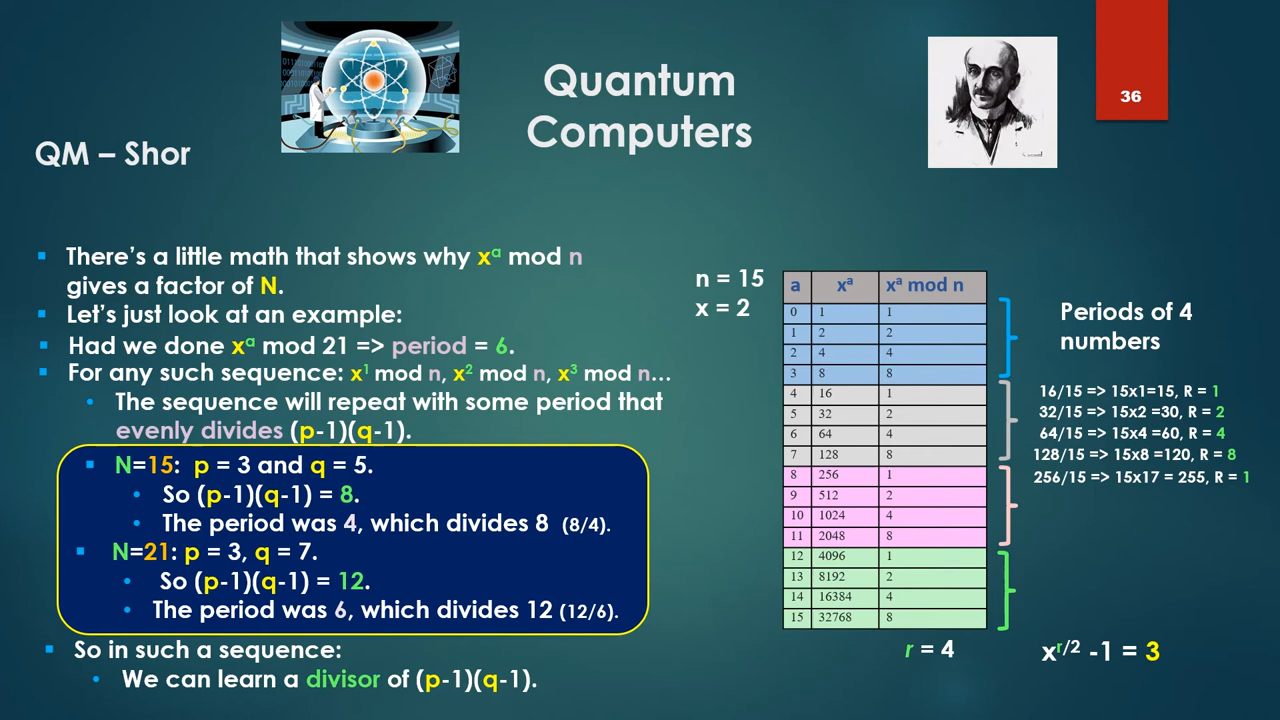 36
Quantum
Computers
QM – Shor
There's a little math that shows why xᵃ mod n
gives a factor of N.
Let's just look at an example:
Had we done xᵃ mod 21 => period = 6.
For any such sequence: x¹ mod n, x² mod n, x³ mod n…
The sequence will repeat with some period that
evenly divides (p-1)(q-1).
N=15: p = 3 and q = 5.
So (p-1)(q-1) = 8.
The period was 4, which divides 8 (8/4).
N=21: p = 3, q = 7.
So (p-1)(q-1) = 12.
The period was 6, which divides 12 (12/6).
So in such a sequence:
We can learn a divisor of (p-1)(q-1).
n = 15
x = 2
a xᵃ xᵃ mod n
0 1 1
1 2 2
2 4 4
3 8 8
4 16 1
5 32 2
6 64 4
7 128 8
8 256 1
9 512 2
10 1024 4
11 2048 8
12 4096 1
13 8192 2
14 16384 4
15 32768 8
r = 4
Periods of 4
numbers
16/15 => 15x1=15, R = 1
32/15 => 15x2 =30, R = 2
64/15 => 15x4 =60, R = 4
128/15 => 15x8 =120, R = 8
256/15 => 15x17 = 255, R = 1
x^r/2 -1 = 3